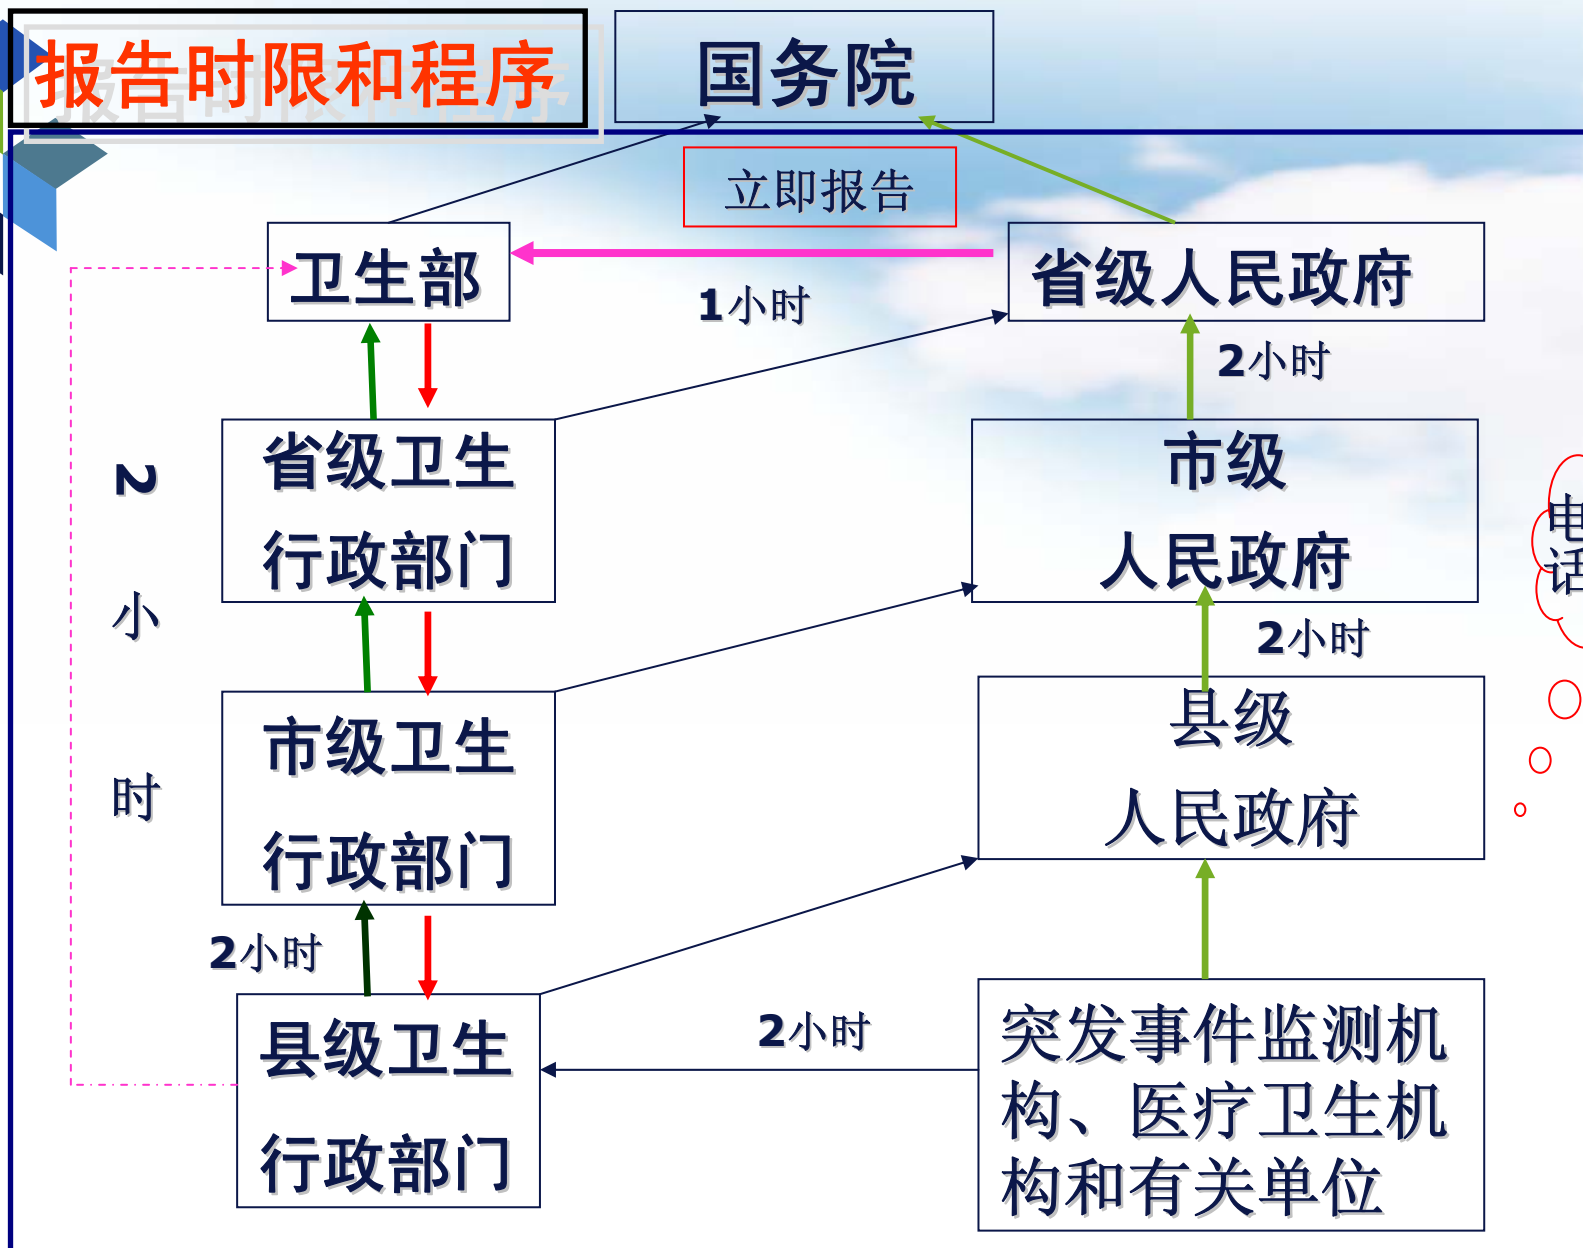 报告时限和程序
国务院
立即报告
卫生部
省级人民政府
1小时
2小时
省级卫生
行政部门
市级
人民政府
电
话
2
小
时
2小时
市级卫生
行政部门
县级
人民政府
2小时
县级卫生
行政部门
2小时
突发事件监测机
构、医疗卫生机
构和有关单位